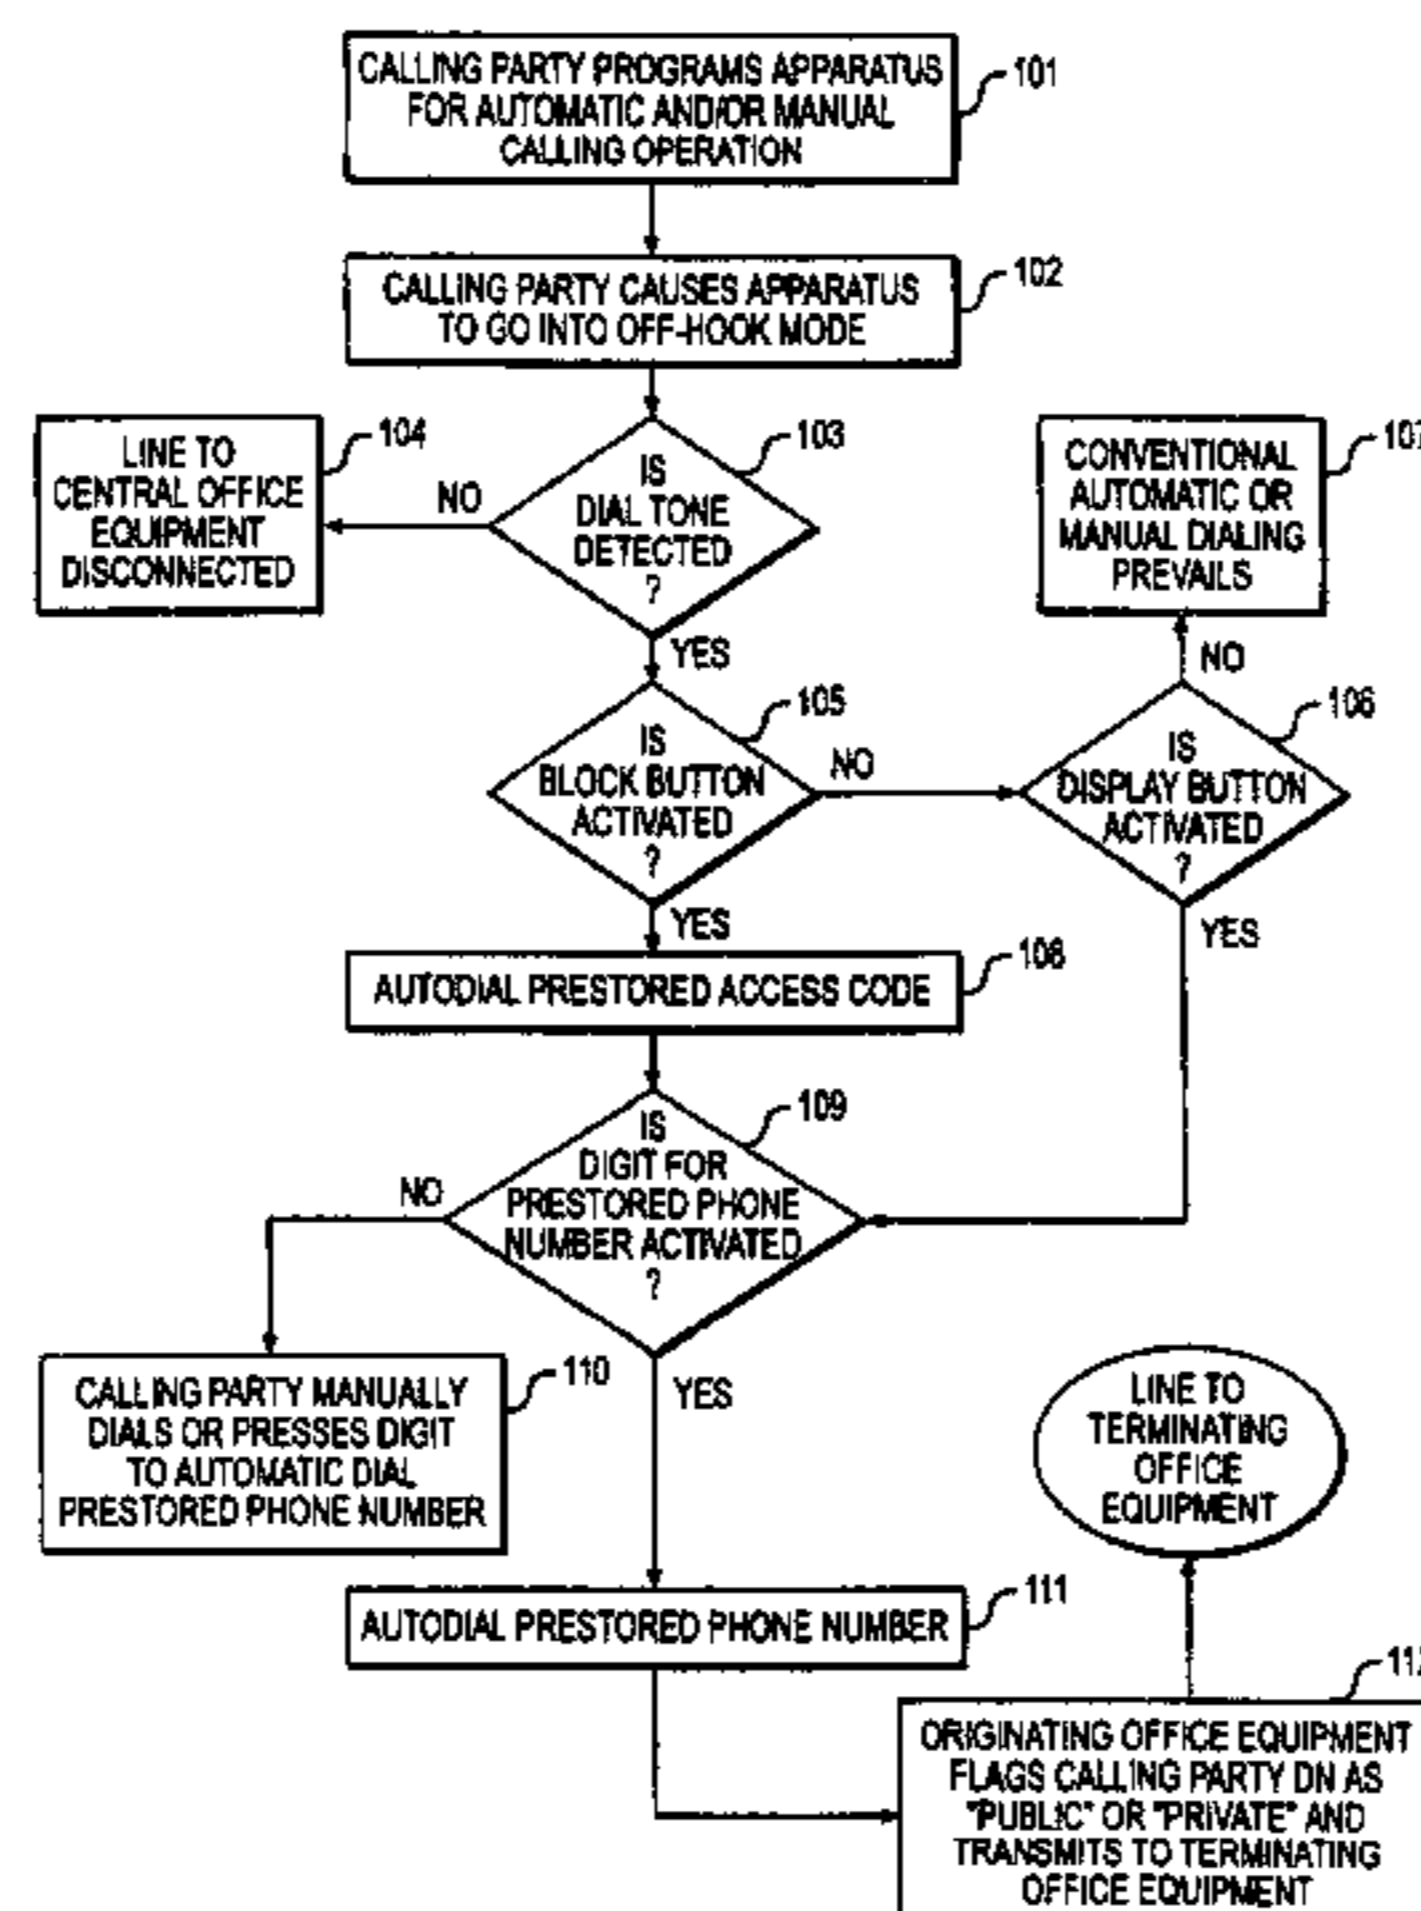 CALLING PARTY PROGRAMS APPARATUS
FOR AUTOMATIC AND/OR MANUAL
CALLING OPERATION
101
CALLING PARTY CAUSES APPARATUS
TO GO INTO OFF-HOOK MODE
102
LINE TO
CENTRAL OFFICE
EQUIPMENT
DISCONNECTED
104
NO
IS
DIAL TONE
DETECTED
?
103
CONVENTIONAL
AUTOMATIC OR
MANUAL DIALING
PREVAILS
107
YES
NO
IS
BLOCK BUTTON
ACTIVATED
?
105
NO
IS
DISPLAY BUTTON
ACTIVATED
?
106
YES
YES
AUTODIAL PRESTORED ACCESS CODE
108
IS
DIGIT FOR
PRESTORED PHONE
NUMBER ACTIVATED
?
109
NO
CALLING PARTY MANUALLY
DIALS OR PRESSES DIGIT
TO AUTOMATIC DIAL
PRESTORED PHONE NUMBER
110
YES
LINE TO
TERMINATING
OFFICE
EQUIPMENT
AUTODIAL PRESTORED PHONE NUMBER
111
112
ORIGINATING OFFICE EQUIPMENT
FLAGS CALLING PARTY DN AS
"PUBLIC" OR "PRIVATE" AND
TRANSMITS TO TERMINATING
OFFICE EQUIPMENT